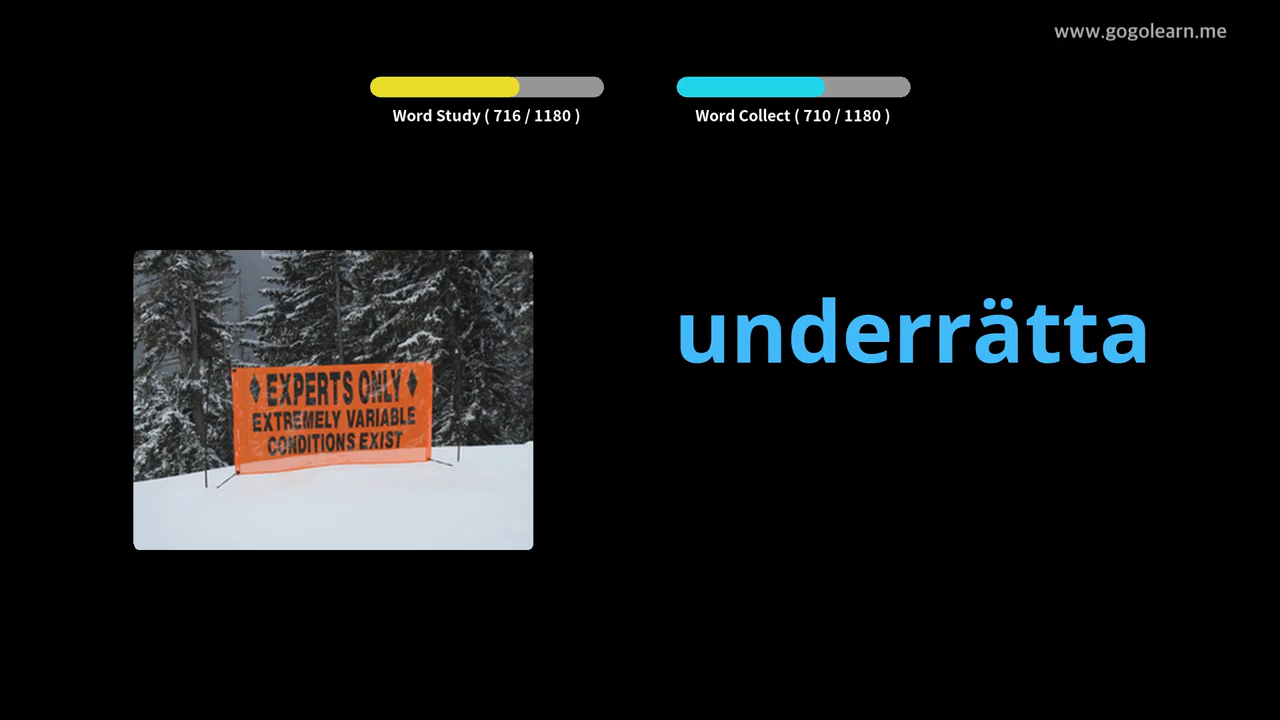 www.gogolearn.me
Word Study ( 716 / 1180 )
Word Collect ( 710 / 1180 )
EXPERTS ONLY
EXTREMELY VARIABLE
CONDITIONS EXIST
underrätta